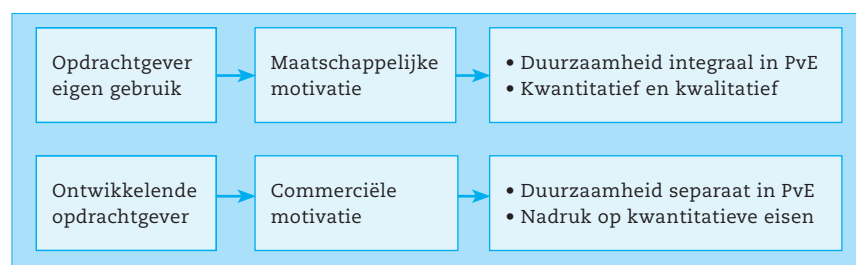 Opdrachtgever
eigen gebruik
Maatschappelijke
motivatie
• Duurzaamheid integraal in PvE
• Kwantitatief en kwalitatief
Ontwikkelende
opdrachtgever
Commerciële
motivatie
• Duurzaamheid separaat in PvE
• Nadruk op kwantitatieve eisen